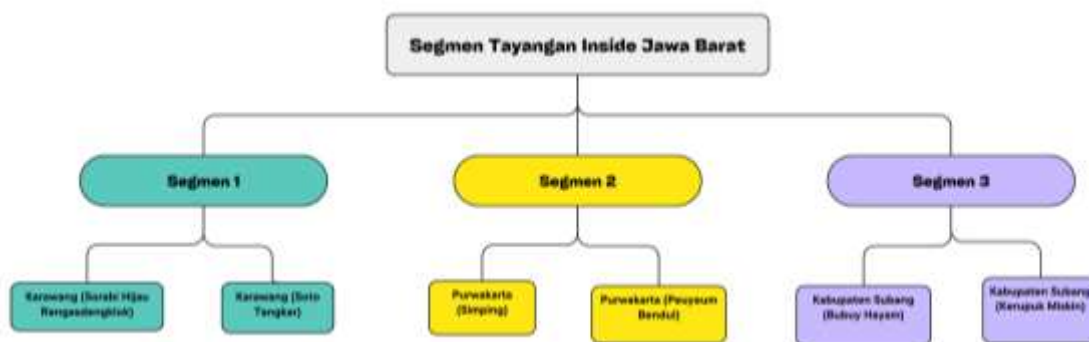 Segmen Tayangan Inside Jawa Barat
Segmen 1
Segmen 2
Segmen 3
Karawang (Sorabi Hijau
Rengasdengklok)
Karawang (Soto
Tangkar)
Purwakarta
(Simping)
Purwakarta (Peuyeum
Bendul)
Kabupaten Subang
(Bubuy Hayam)
Kabupaten Subang
(Kerupuk Miskin)